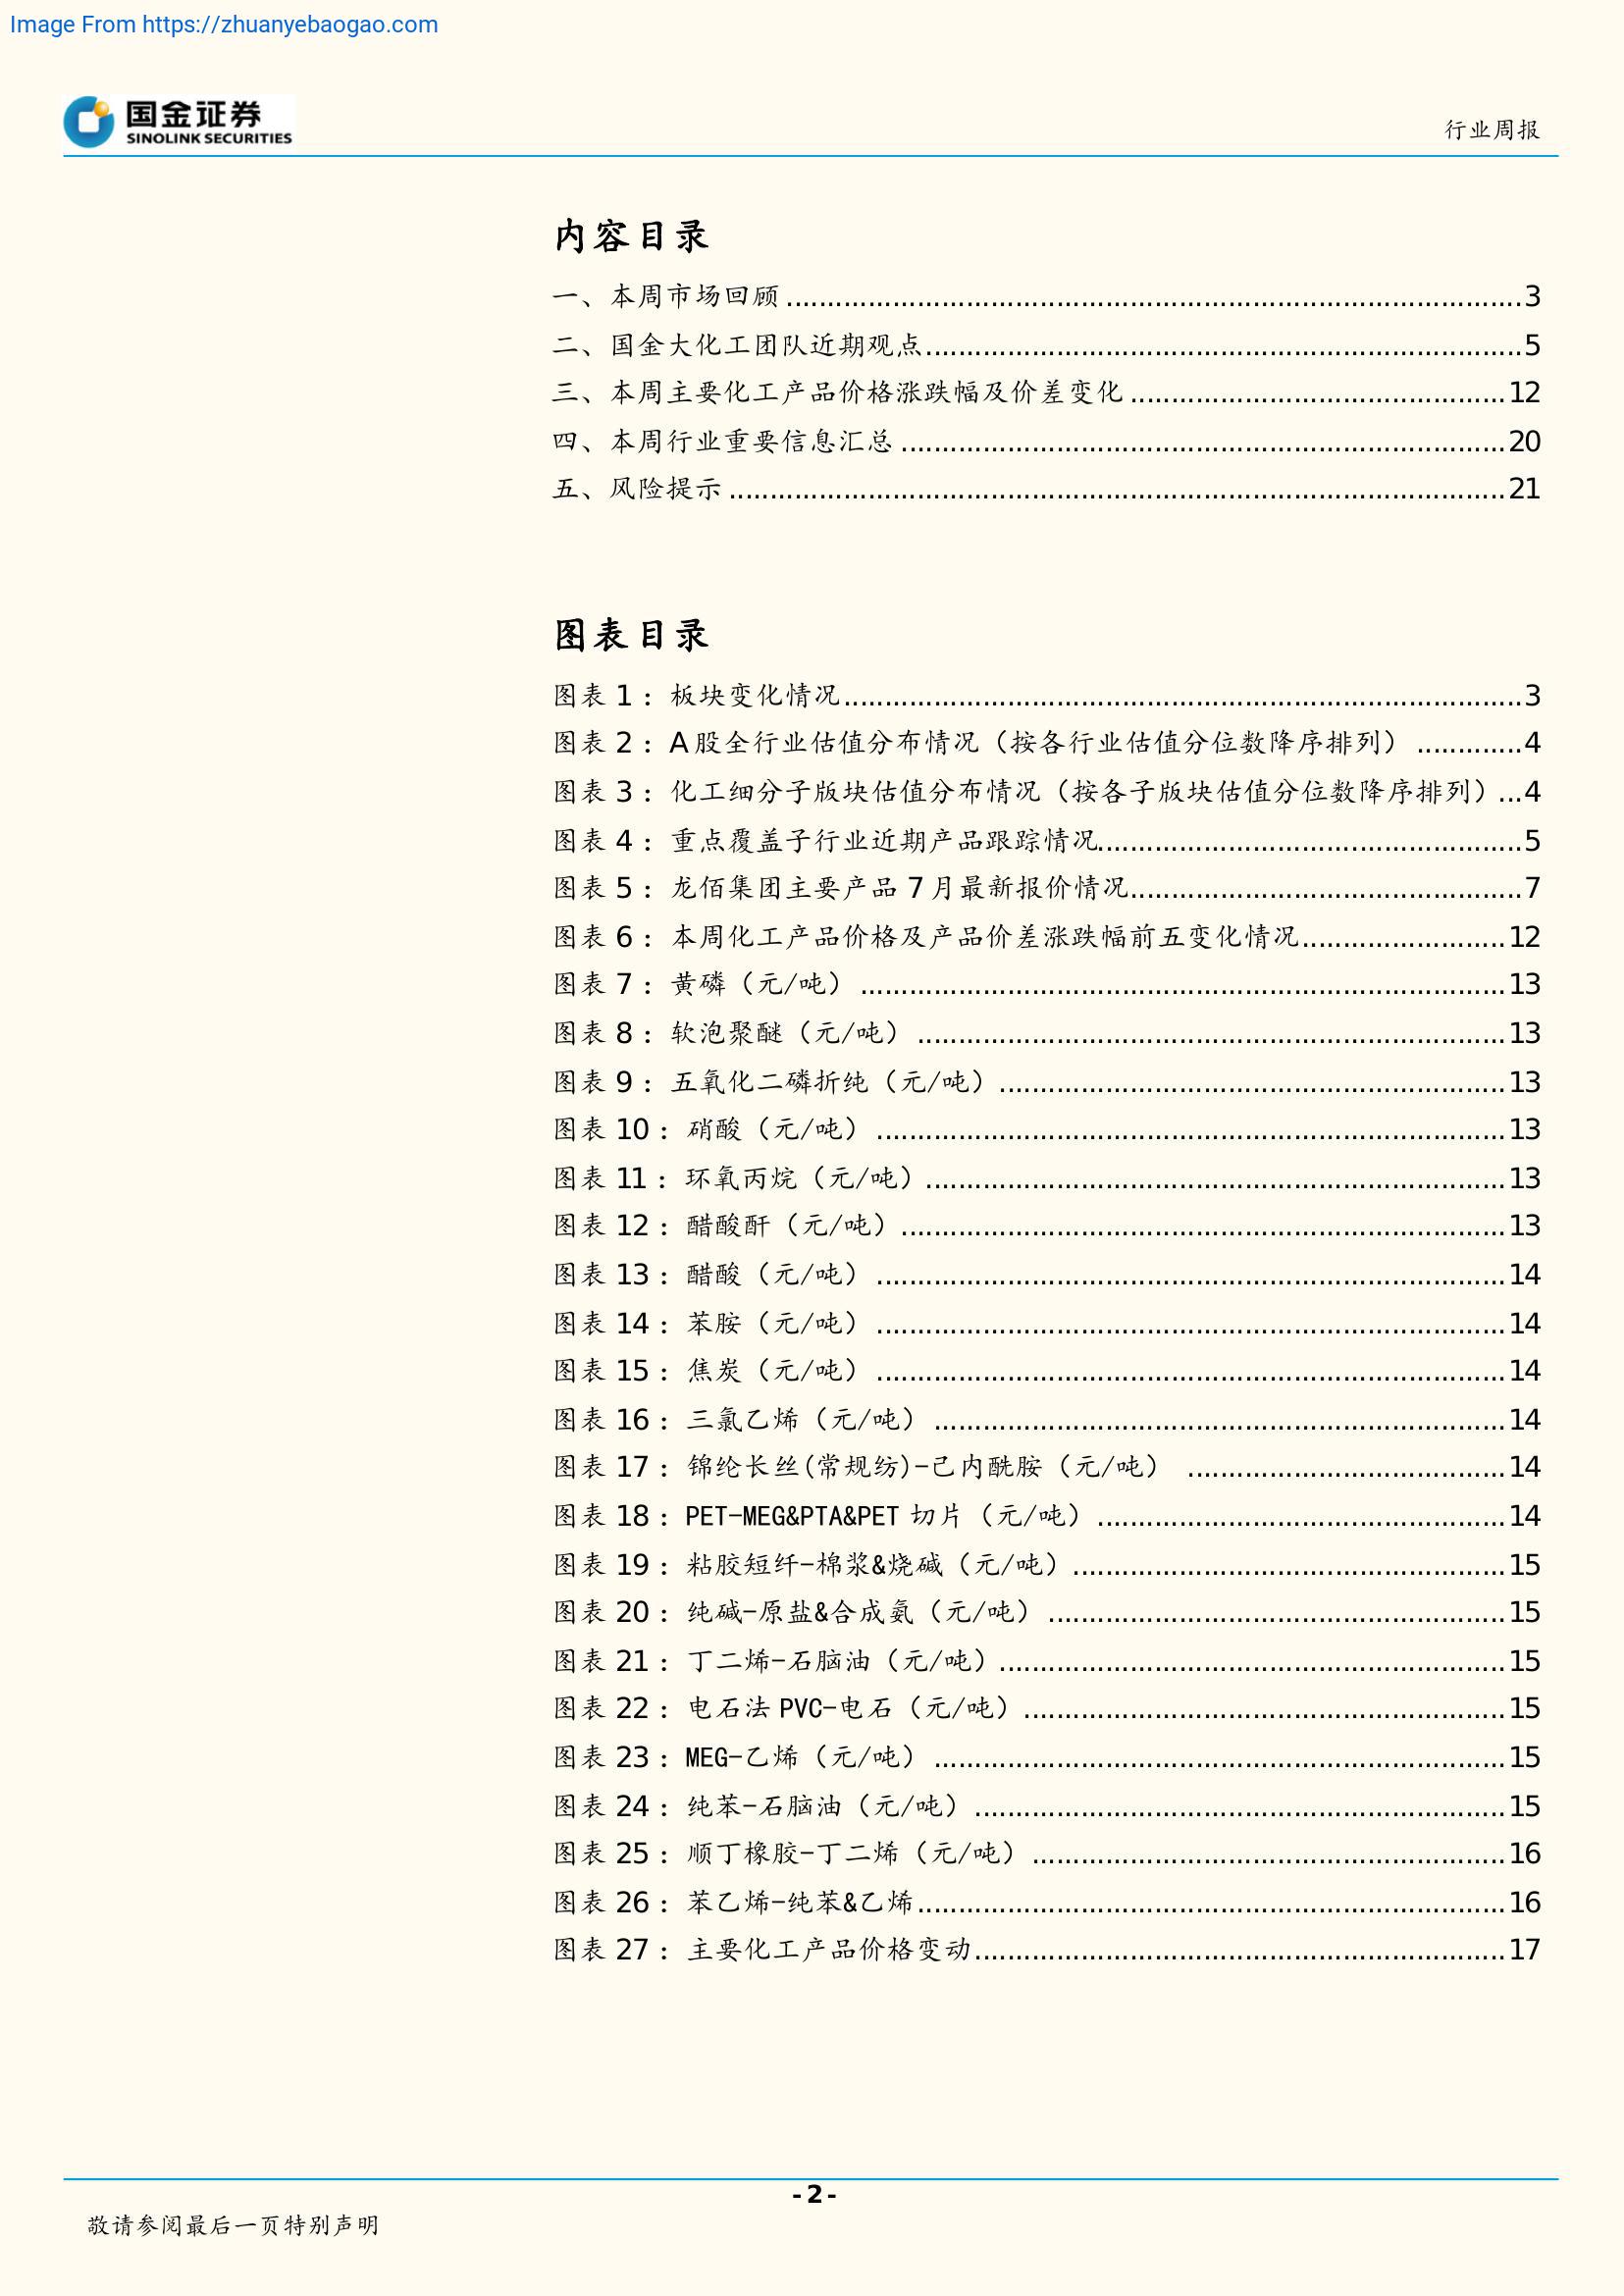 Image From https://zhuanyebaogao.com
国金证券
SINOLINK SECURITIES
行业周报
内容目录
一、本周市场回顾 ........ 3
二、国金大化工团队近期观点 ........ 5
三、本周主要化工产品价格涨跌幅及价差变化 ........ 12
四、本周行业重要信息汇总 ........ 20
五、风险提示 ........ 21
图表目录
图表 1：板块变化情况 ........ 3
图表 2：A 股全行业估值分布情况（按各行业估值分位数降序排列） ........ 4
图表 3：化工细分子版块估值分布情况（按各子版块估值分位数降序排列） ... 4
图表 4：重点覆盖子行业近期产品跟踪情况 ........ 5
图表 5：龙佰集团主要产品 7 月最新报价情况 ........ 7
图表 6：本周化工产品价格及产品价差涨跌幅前五变化情况 ........ 12
图表 7：黄磷（元/吨） ........ 13
图表 8：软泡聚醚（元/吨） ........ 13
图表 9：五氧化二磷折纯（元/吨） ........ 13
图表 10：硝酸（元/吨） ........ 13
图表 11：环氧丙烷（元/吨） ........ 13
图表 12：醋酸酐（元/吨） ........ 13
图表 13：醋酸（元/吨） ........ 14
图表 14：苯胺（元/吨） ........ 14
图表 15：焦炭（元/吨） ........ 14
图表 16：三氯乙烯（元/吨） ........ 14
图表 17：锦纶长丝(常规纺)-己内酰胺（元/吨） ........ 14
图表 18：PET-MEG&PTA&PET 切片（元/吨） ........ 14
图表 19：粘胶短纤-棉浆&烧碱（元/吨） ........ 15
图表 20：纯碱-原盐&合成氨（元/吨） ........ 15
图表 21：丁二烯-石脑油（元/吨） ........ 15
图表 22：电石法 PVC-电石（元/吨） ........ 15
图表 23：MEG-乙烯（元/吨） ........ 15
图表 24：纯苯-石脑油（元/吨） ........ 15
图表 25：顺丁橡胶-丁二烯（元/吨） ........ 16
图表 26：苯乙烯-纯苯&乙烯 ........ 16
图表 27：主要化工产品价格变动 ........ 17
- 2 -
敬请参阅最后一页特别声明